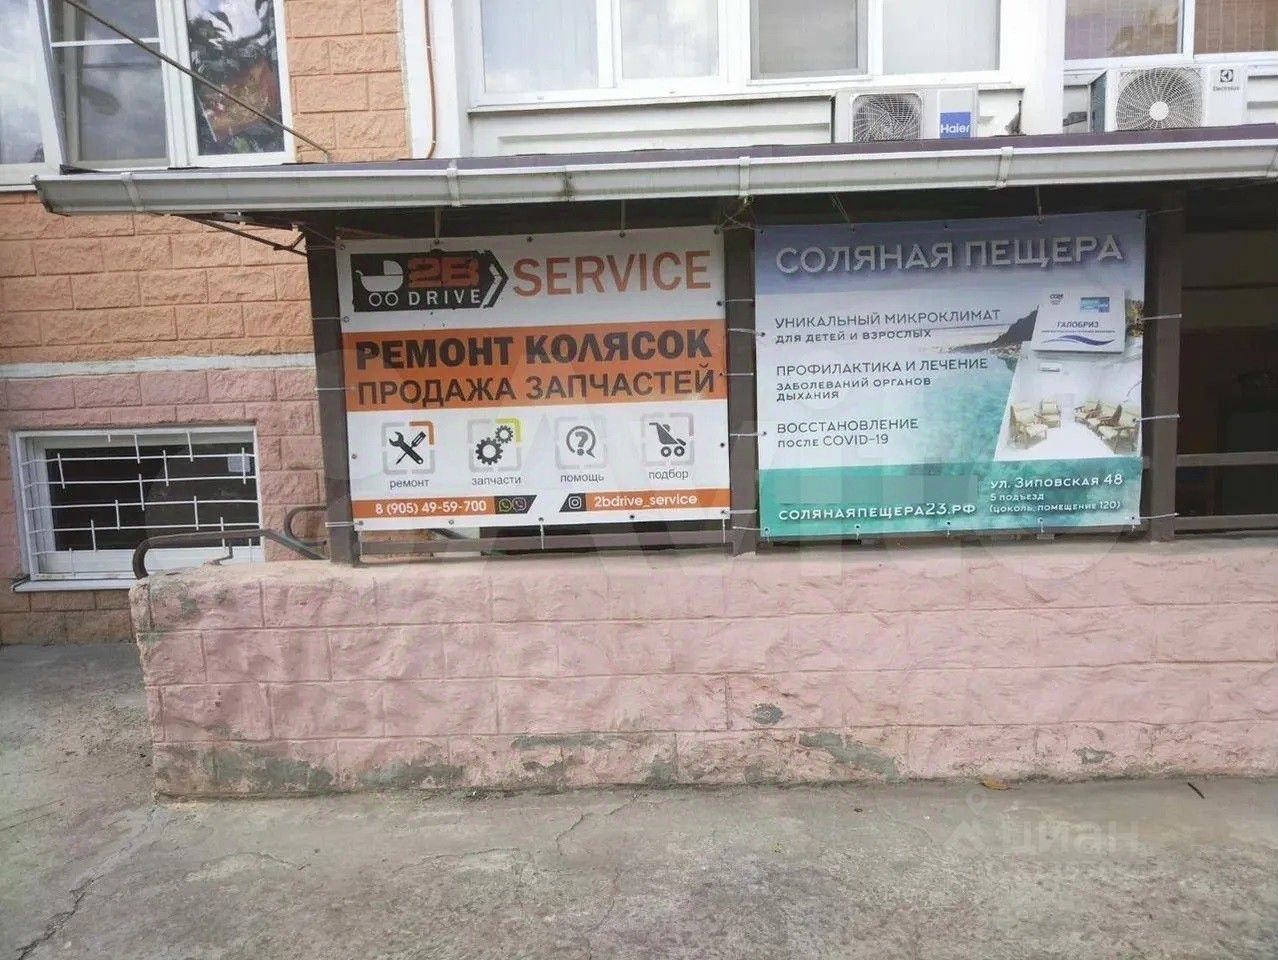 Haier
Electrolux
2B
DRIVE
SERVICE
РЕМОНТ КОЛЯСОК
ПРОДАЖА ЗАПЧАСТЕЙ
ремонт
запчасти
помощь
подбор
8 (905) 49-59-700
2bdrive_service
СОЛЯНАЯ ПЕЩЕРА
УНИКАЛЬНЫЙ МИКРОКЛИМАТ
ДЛЯ ДЕТЕЙ И ВЗРОСЛЫХ
ПРОФИЛАКТИКА И ЛЕЧЕНИЕ
ЗАБОЛЕВАНИЙ ОРГАНОВ
ДЫХАНИЯ
ВОССТАНОВЛЕНИЕ
ПОСЛЕ COVID-19
ГАЛОБРИЗ
СОЛЯНАЯПЕЩЕРА23.РФ
УЛ. ЗИПОВСКАЯ 48
5 ПОДЪЕЗД
(ЦОКОЛЬ, ПОМЕЩЕНИЕ 120)
Avito
циан